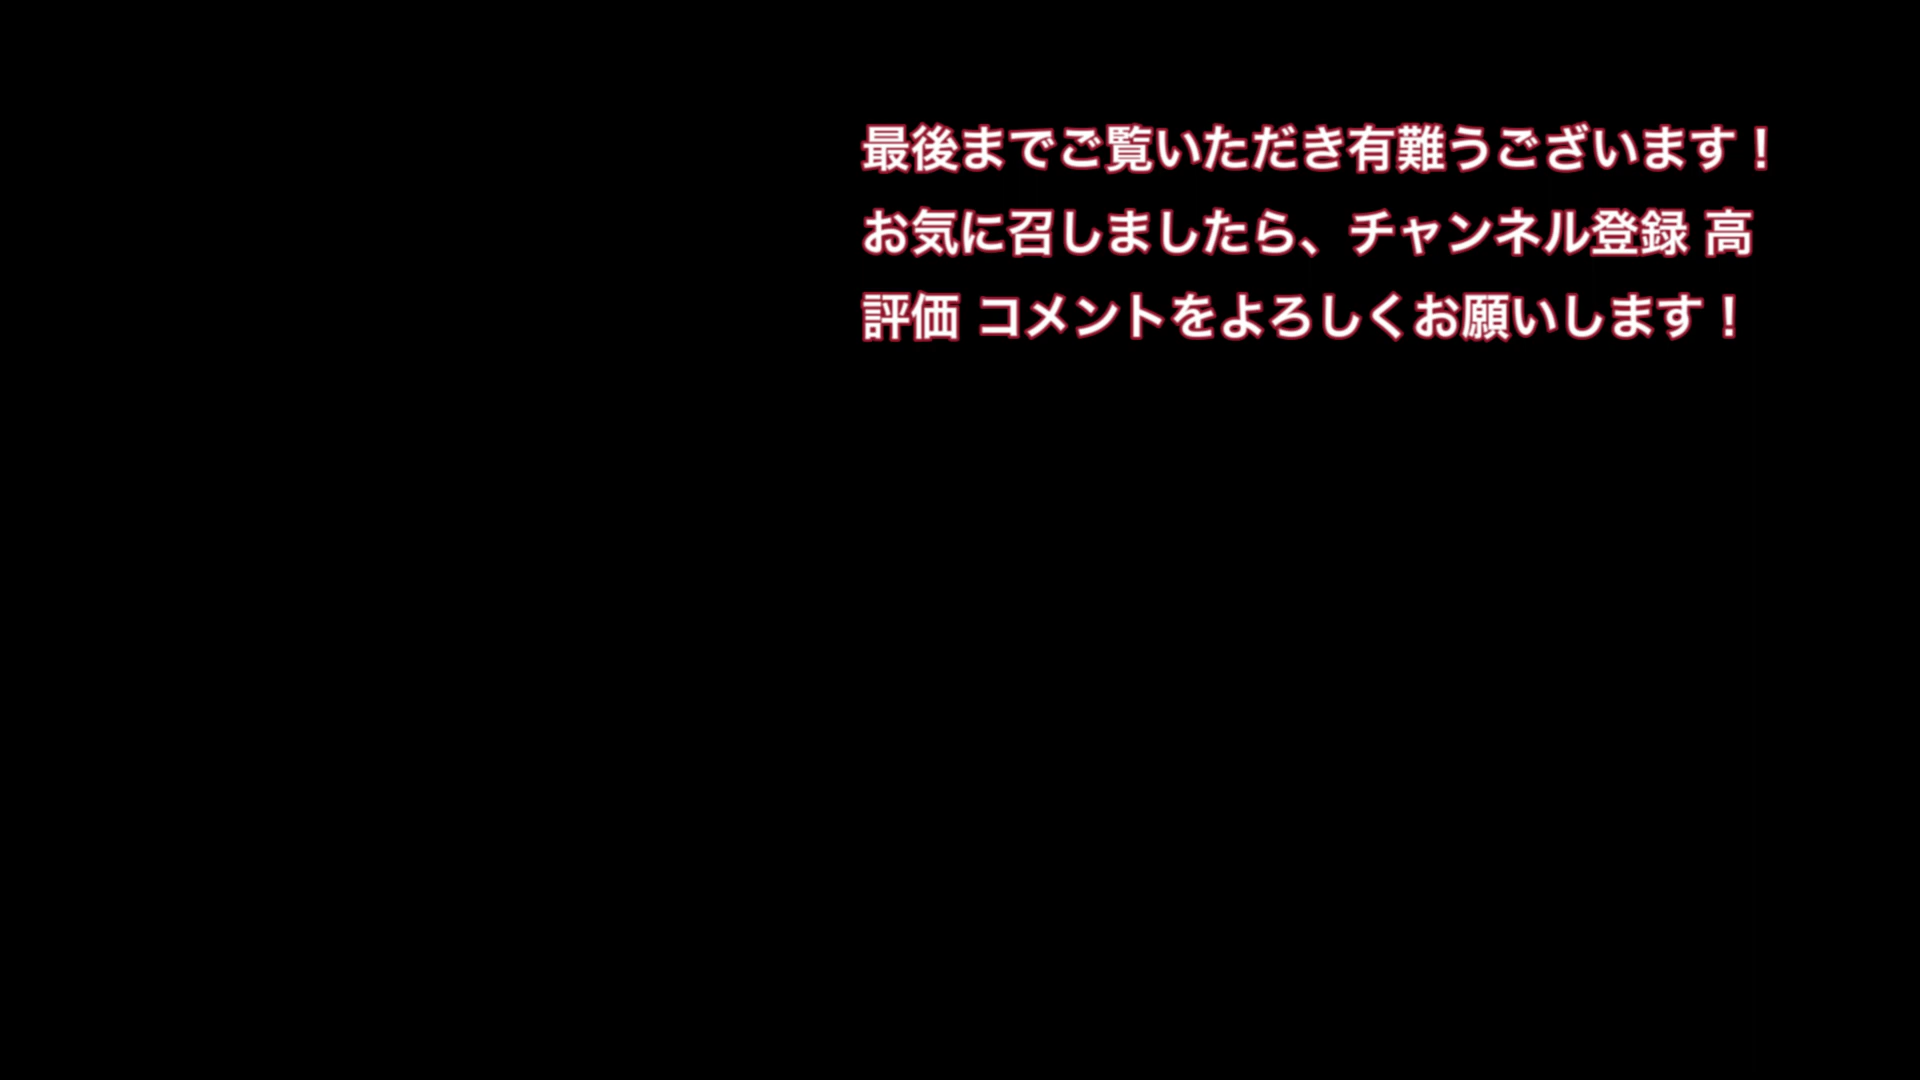 最後までご覧いただき有難うございます！
お気に召しましたら、チャンネル登録 高
評価 コメントをよろしくお願いします！